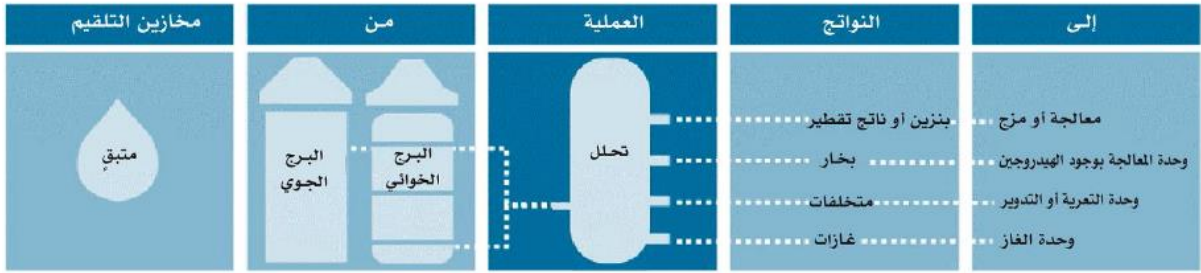 مخازين التلقيم
من
العملية
النواتج
إلى
متبقٍ
البرج
الجوي
البرج
الخوائي
تحلل
بنزين أو ناتج تقطير
معالجة أو مزج
بخار
وحدة المعالجة بوجود الهيدروجين
متخلفات
وحدة التعرية أو التدوير
غازات
وحدة الغاز